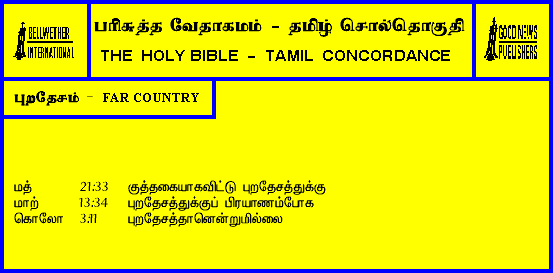 BELLWETHER
INTERNATIONAL
பரிசுத்த வேதாகமம் - தமிழ் சொல்தொகுதி
THE HOLY BIBLE - TAMIL CONCORDANCE
GOOD NEWS
PUBLISHERS
புறதேசம் - FAR COUNTRY
மத் 21:33 குத்தகையாகவிட்டு புறதேசத்துக்கு
மாற் 13:34 புறதேசத்துக்குப் பிரயாணம்போக
கொலோ 3:11 புறதேசத்தானென்றுமில்லை